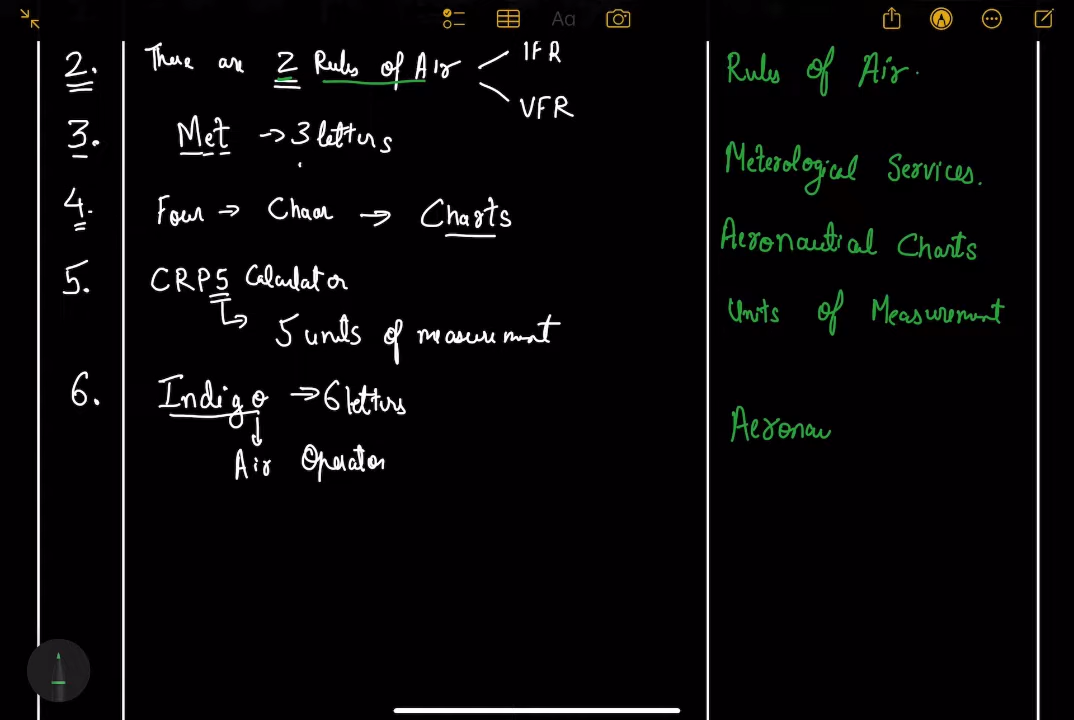 Aa
2. There are 2 Rules of Air IFR Rules of Air.
VFR
3. Met → 3 letters Meterological Services.
4. Four → Chaar → Charts Aeronautial Charts
5. CRP5 Calculator Units of Measurement
5 units of measurement
6. Indigo → 6 letters Aeronau
Air Operator